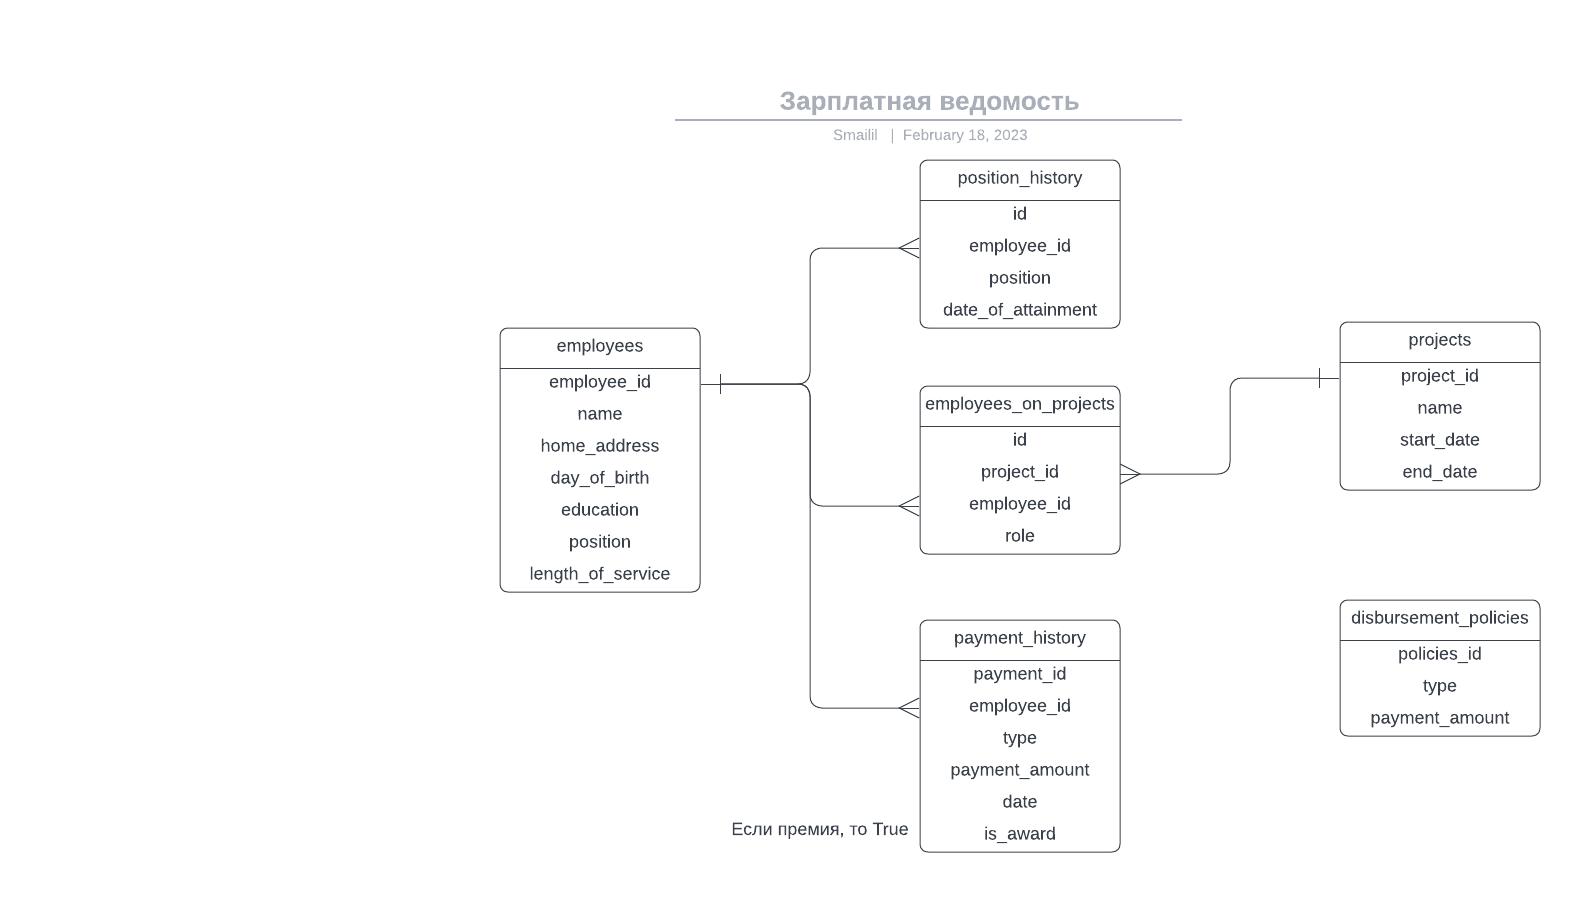 Зарплатная ведомость
Smailil | February 18, 2023
position_history
id
employee_id
position
date_of_attainment
employees
employee_id
name
home_address
day_of_birth
education
position
length_of_service
employees_on_projects
id
project_id
employee_id
role
projects
project_id
name
start_date
end_date
payment_history
payment_id
employee_id
type
payment_amount
date
is_award
Если премия, то True
disbursement_policies
policies_id
type
payment_amount